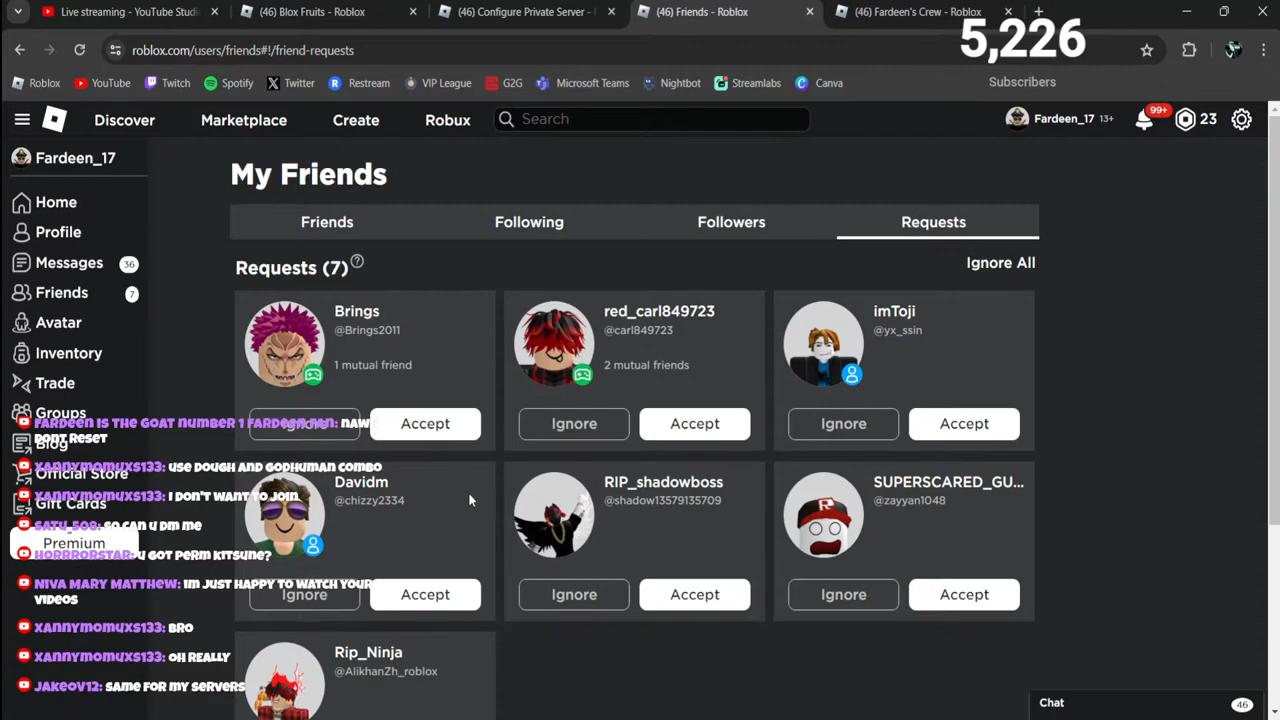 Live streaming - YouTube Studi
(46) Blox Fruits - Roblox
(46) Configure Private Server -
(46) Friends - Roblox
(46) Fardeen's Crew - Roblox
roblox.com/users/friends#!/friend-requests
5,226
Subscribers
Roblox YouTube Twitch Spotify Twitter Restream VIP League G2G Microsoft Teams Nightbot Streamlabs Canva
Discover Marketplace Create Robux Search Fardeen_17 13+ 99+ 23
Fardeen_17
Home
Profile
Messages 36
Friends 7
Avatar
Inventory
Trade
Groups
Blog
Official Store
Gift Cards
Premium
My Friends
Friends Following Followers Requests
Requests (7) ?
Ignore All
Brings
@Brings2011
1 mutual friend
Ignore Accept
red_carl849723
@carl849723
2 mutual friends
Ignore Accept
imToji
@yx_ssin
Ignore Accept
Davidm
@chizzy2334
Ignore Accept
RIP_shadowboss
@shadow13579135709
Ignore Accept
SUPERSCARED_GU...
@zayyan1048
Ignore Accept
Rip_Ninja
@AlikhanZh_roblox
Fardeen is the goat number 1 fardeen fan: naw
dont reset
xannymomuxs133: use dough and godhuman combo
xannymomuxs133: I don't want to join
Satu_508: so can u dm me
Horrrorstar: u got perm kitsune?
Niva Mary Matthew: im just happy to watch your
videos
xannymomuxs133: bro
xannymomuxs133: oh really
Jakeov12: same for my servers
Chat 46